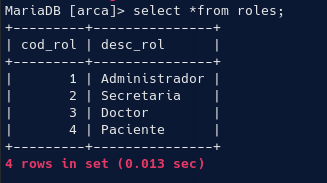 MariaDB [arca]> select *from roles;
+---------+---------------+
| cod_rol | desc_rol      |
+---------+---------------+
|       1 | Administrador |
|       2 | Secretaria    |
|       3 | Doctor        |
|       4 | Paciente      |
+---------+---------------+
4 rows in set (0.013 sec)